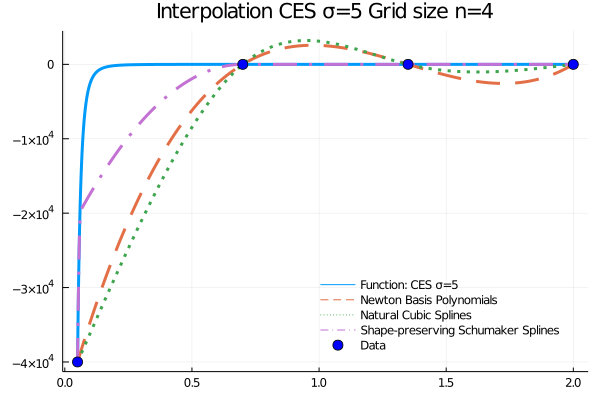 Interpolation CES σ=5 Grid size n=4
0
−1×10⁴
−2×10⁴
−3×10⁴
−4×10⁴
Function: CES σ=5
Newton Basis Polynomials
Natural Cubic Splines
Shape-preserving Schumaker Splines
Data
0.0 0.5 1.0 1.5 2.0